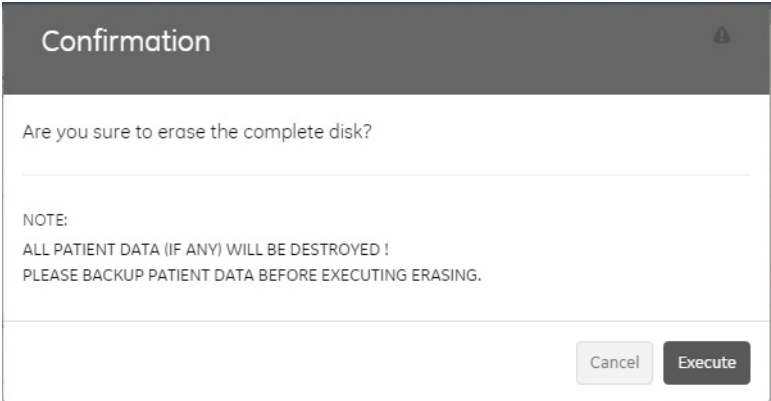 Confirmation
Are you sure to erase the complete disk?
NOTE:
ALL PATIENT DATA (IF ANY) WILL BE DESTROYED !
PLEASE BACKUP PATIENT DATA BEFORE EXECUTING ERASING.
Cancel
Execute